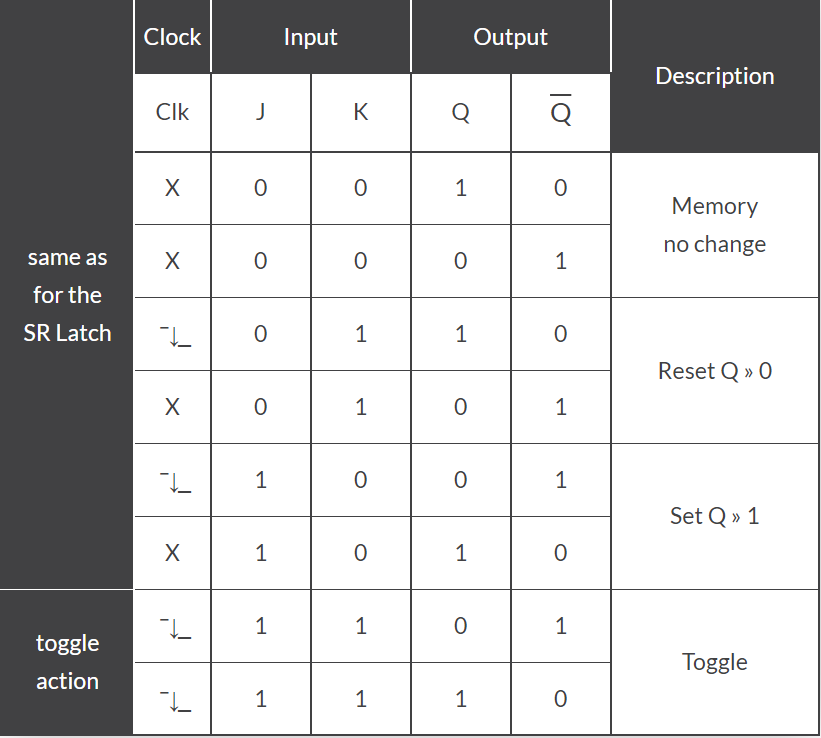 Clock Input Output Description
Clk J K Q Q̅
same as
for the
SR Latch
X 0 0 1 0
Memory
no change
X 0 0 0 1
¯↓_ 0 1 1 0
Reset Q » 0
X 0 1 0 1
¯↓_ 1 0 0 1
Set Q » 1
X 1 0 1 0
toggle
action
¯↓_ 1 1 0 1
Toggle
¯↓_ 1 1 1 0